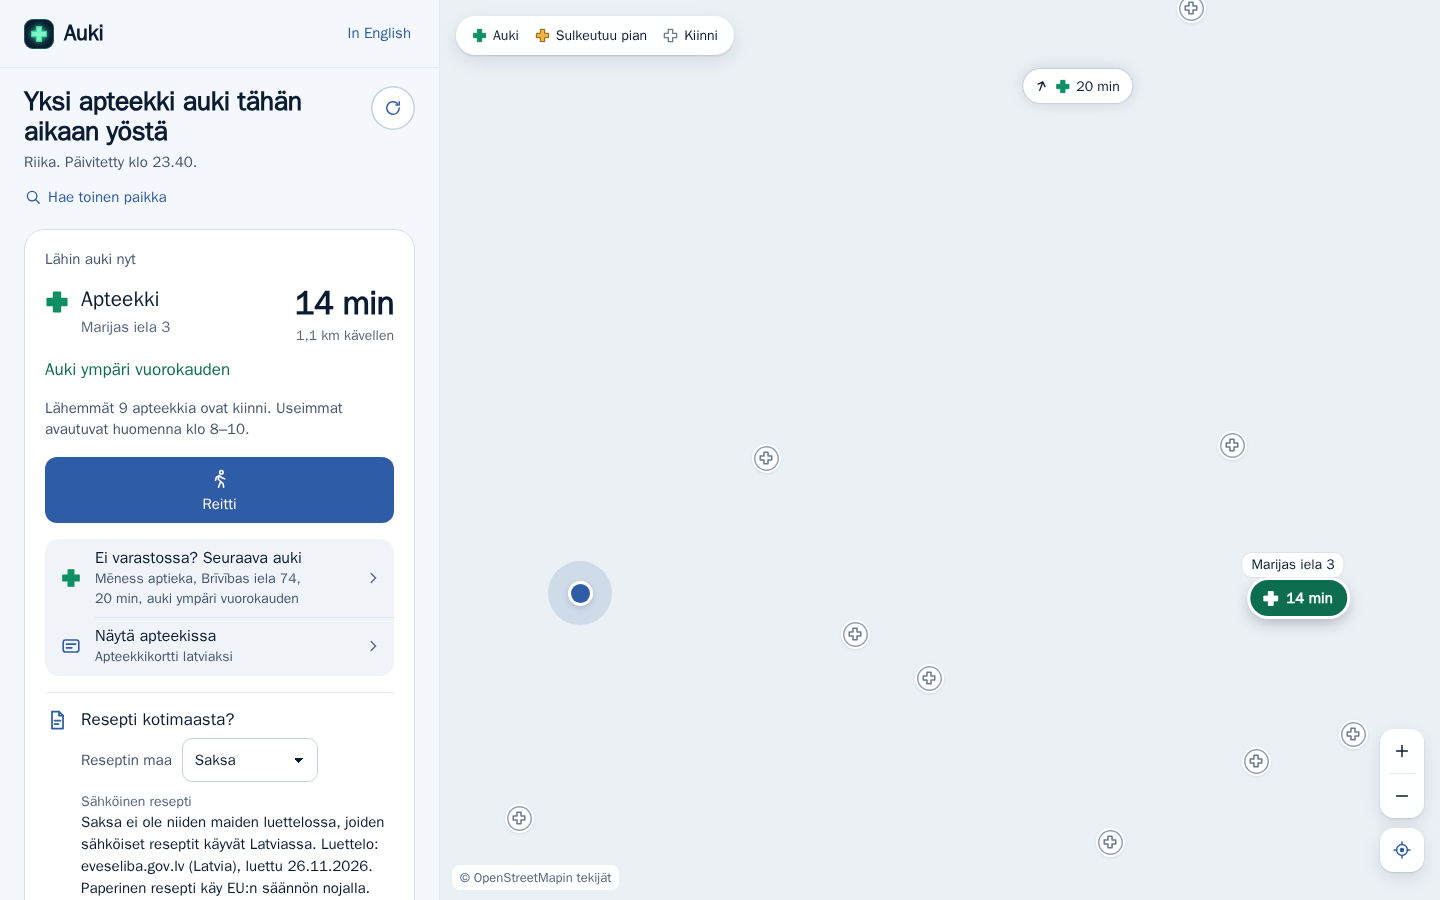 Auki
In English
Yksi apteekki auki tähän
aikaan yöstä
Riika. Päivitetty klo 23.40.
Hae toinen paikka
Lähin auki nyt
Apteekki
14 min
Marijas iela 3
1,1 km kävellen
Auki ympäri vuorokauden
Lähemmät 9 apteekkia ovat kiinni. Useimmat
avautuvat huomenna klo 8–10.
Reitti
Ei varastossa? Seuraava auki
Mēness aptieka, Brīvības iela 74,
20 min, auki ympäri vuorokauden
Näytä apteekissa
Apteekkikortti latviaksi
Resepti kotimaasta?
Reseptin maa
Saksa
Sähköinen resepti
Saksa ei ole niiden maiden luettelossa, joiden
sähköiset reseptit käyvät Latviassa. Luettelo:
eveseliba.gov.lv (Latvia), luettu 26.11.2026.
Paperinen resepti käy EU:n säännön nojalla.
Auki
Sulkeutuu pian
Kiinni
20 min
Marijas iela 3
14 min
© OpenStreetMapin tekijät